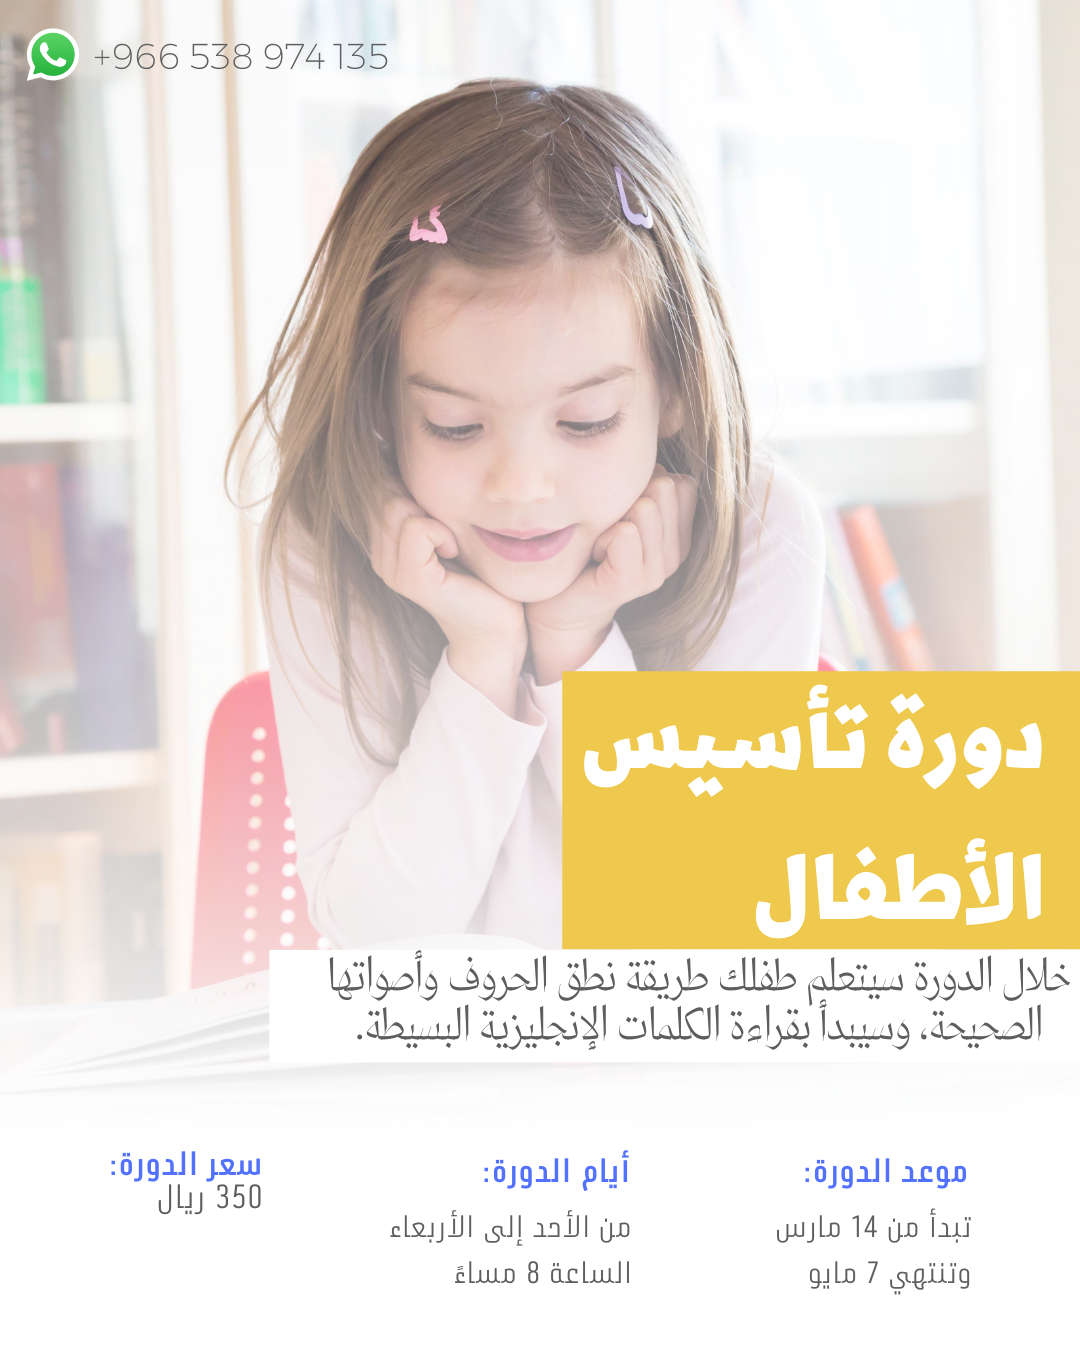 +966 538 974 135
دورة تأسيس
الأطفال
خلال الدورة سيتعلم طفلك طريقة نطق الحروف وأصواتها
الصحيحة، وسيبدأ بقراءة الكلمات الإنجليزية البسيطة.
موعد الدورة:
تبدأ من 14 مارس
وتنتهي 7 مايو
أيام الدورة:
من الأحد إلى الأربعاء
الساعة 8 مساءً
سعر الدورة:
350 ريال